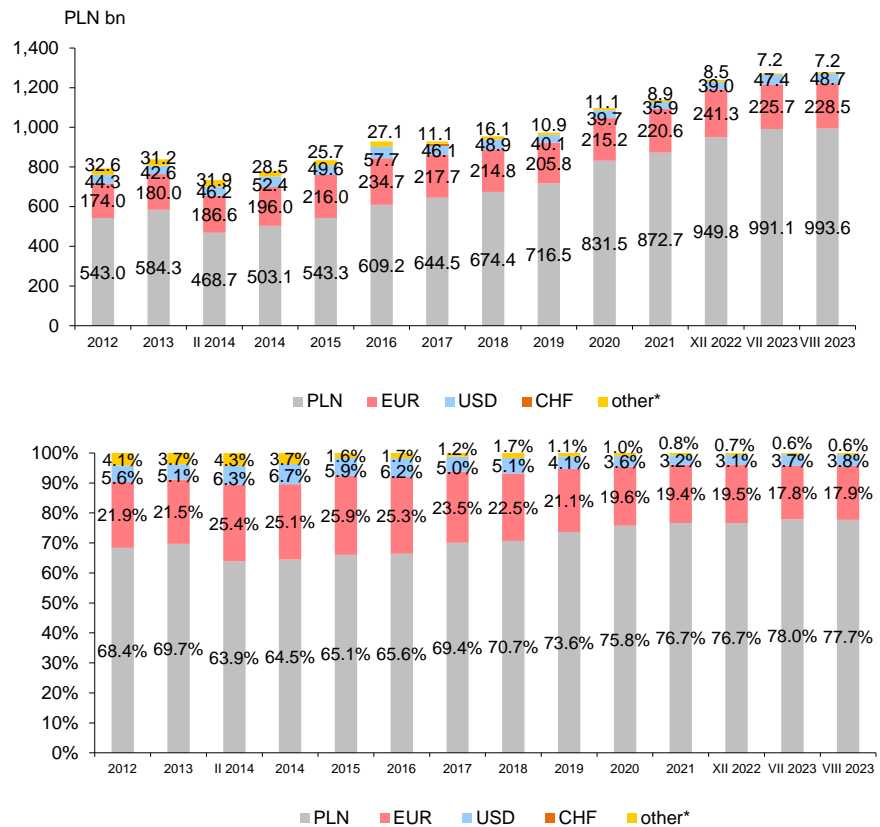 PLN bn
1,400
1,200
1,000
800
600
400
200
0
32.6 31.2 31.9 28.5 25.7 27.1 11.1 16.1 10.9 11.1 8.9 8.5 7.2 7.2
44.3 42.6 46.2 52.4 49.6 57.7 46.1 48.9 40.1 39.7 35.9 39.0 47.4 48.7
174.0 180.0 186.6 196.0 216.0 234.7 217.7 214.8 205.8 215.2 220.6 241.3 225.7 228.5
543.0 584.3 468.7 503.1 543.3 609.2 644.5 674.4 716.5 831.5 872.7 949.8 991.1 993.6
2012 2013 II 2014 2014 2015 2016 2017 2018 2019 2020 2021 XII 2022 VII 2023 VIII 2023
PLN EUR USD CHF other*
100%
90%
80%
70%
60%
50%
40%
30%
20%
10%
0%
4.1% 3.7% 4.3% 3.7% 1.6% 1.7% 1.2% 1.7% 1.1% 1.0% 0.8% 0.7% 0.6% 0.6%
5.6% 5.1% 6.3% 6.7% 5.9% 6.2% 5.0% 5.1% 4.1% 3.6% 3.2% 3.1% 3.7% 3.8%
21.9% 21.5% 25.4% 25.1% 25.9% 25.3% 23.5% 22.5% 21.1% 19.6% 19.4% 19.5% 17.8% 17.9%
68.4% 69.7% 63.9% 64.5% 65.1% 65.6% 69.4% 70.7% 73.6% 75.8% 76.7% 76.7% 78.0% 77.7%
2012 2013 II 2014 2014 2015 2016 2017 2018 2019 2020 2021 XII 2022 VII 2023 VIII 2023
PLN EUR USD CHF other*